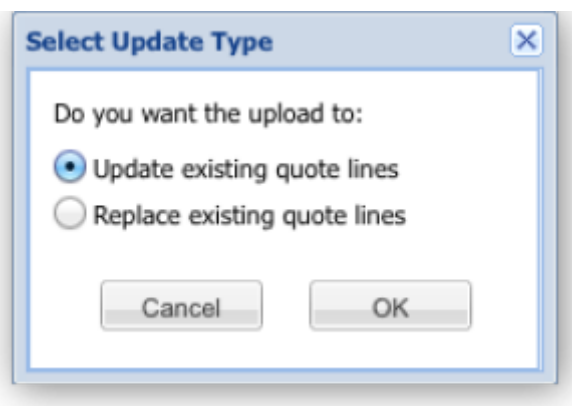 Select Update Type
Do you want the upload to:
Update existing quote lines
Replace existing quote lines
Cancel OK